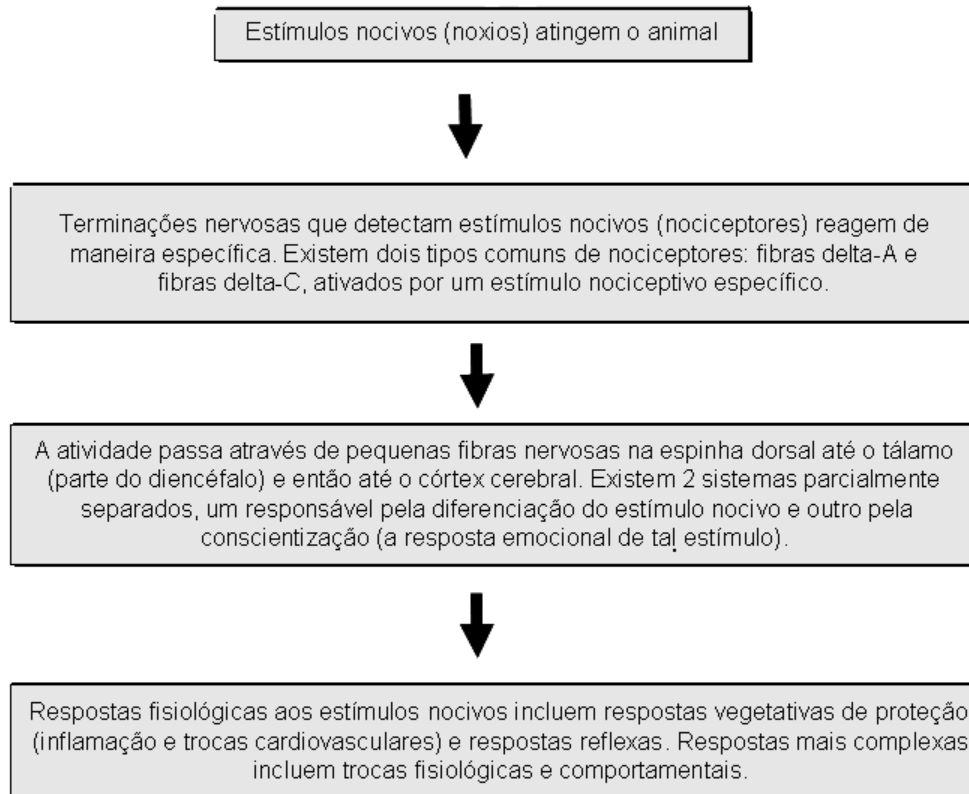 Estímulos nocivos (noxios) atingem o animal
Terminações nervosas que detectam estímulos nocivos (nociceptores) reagem de
maneira específica. Existem dois tipos comuns de nociceptores: fibras delta-A e
fibras delta-C, ativados por um estímulo nociceptivo específico.
A atividade passa através de pequenas fibras nervosas na espinha dorsal até o tálamo
(parte do diencéfalo) e então até o córtex cerebral. Existem 2 sistemas parcialmente
separados, um responsável pela diferenciação do estímulo nocivo e outro pela
conscientização (a resposta emocional de tal estímulo).
Respostas fisiológicas aos estímulos nocivos incluem respostas vegetativas de proteção
(inflamação e trocas cardiovasculares) e respostas reflexas. Respostas mais complexas
incluem trocas fisiológicas e comportamentais.